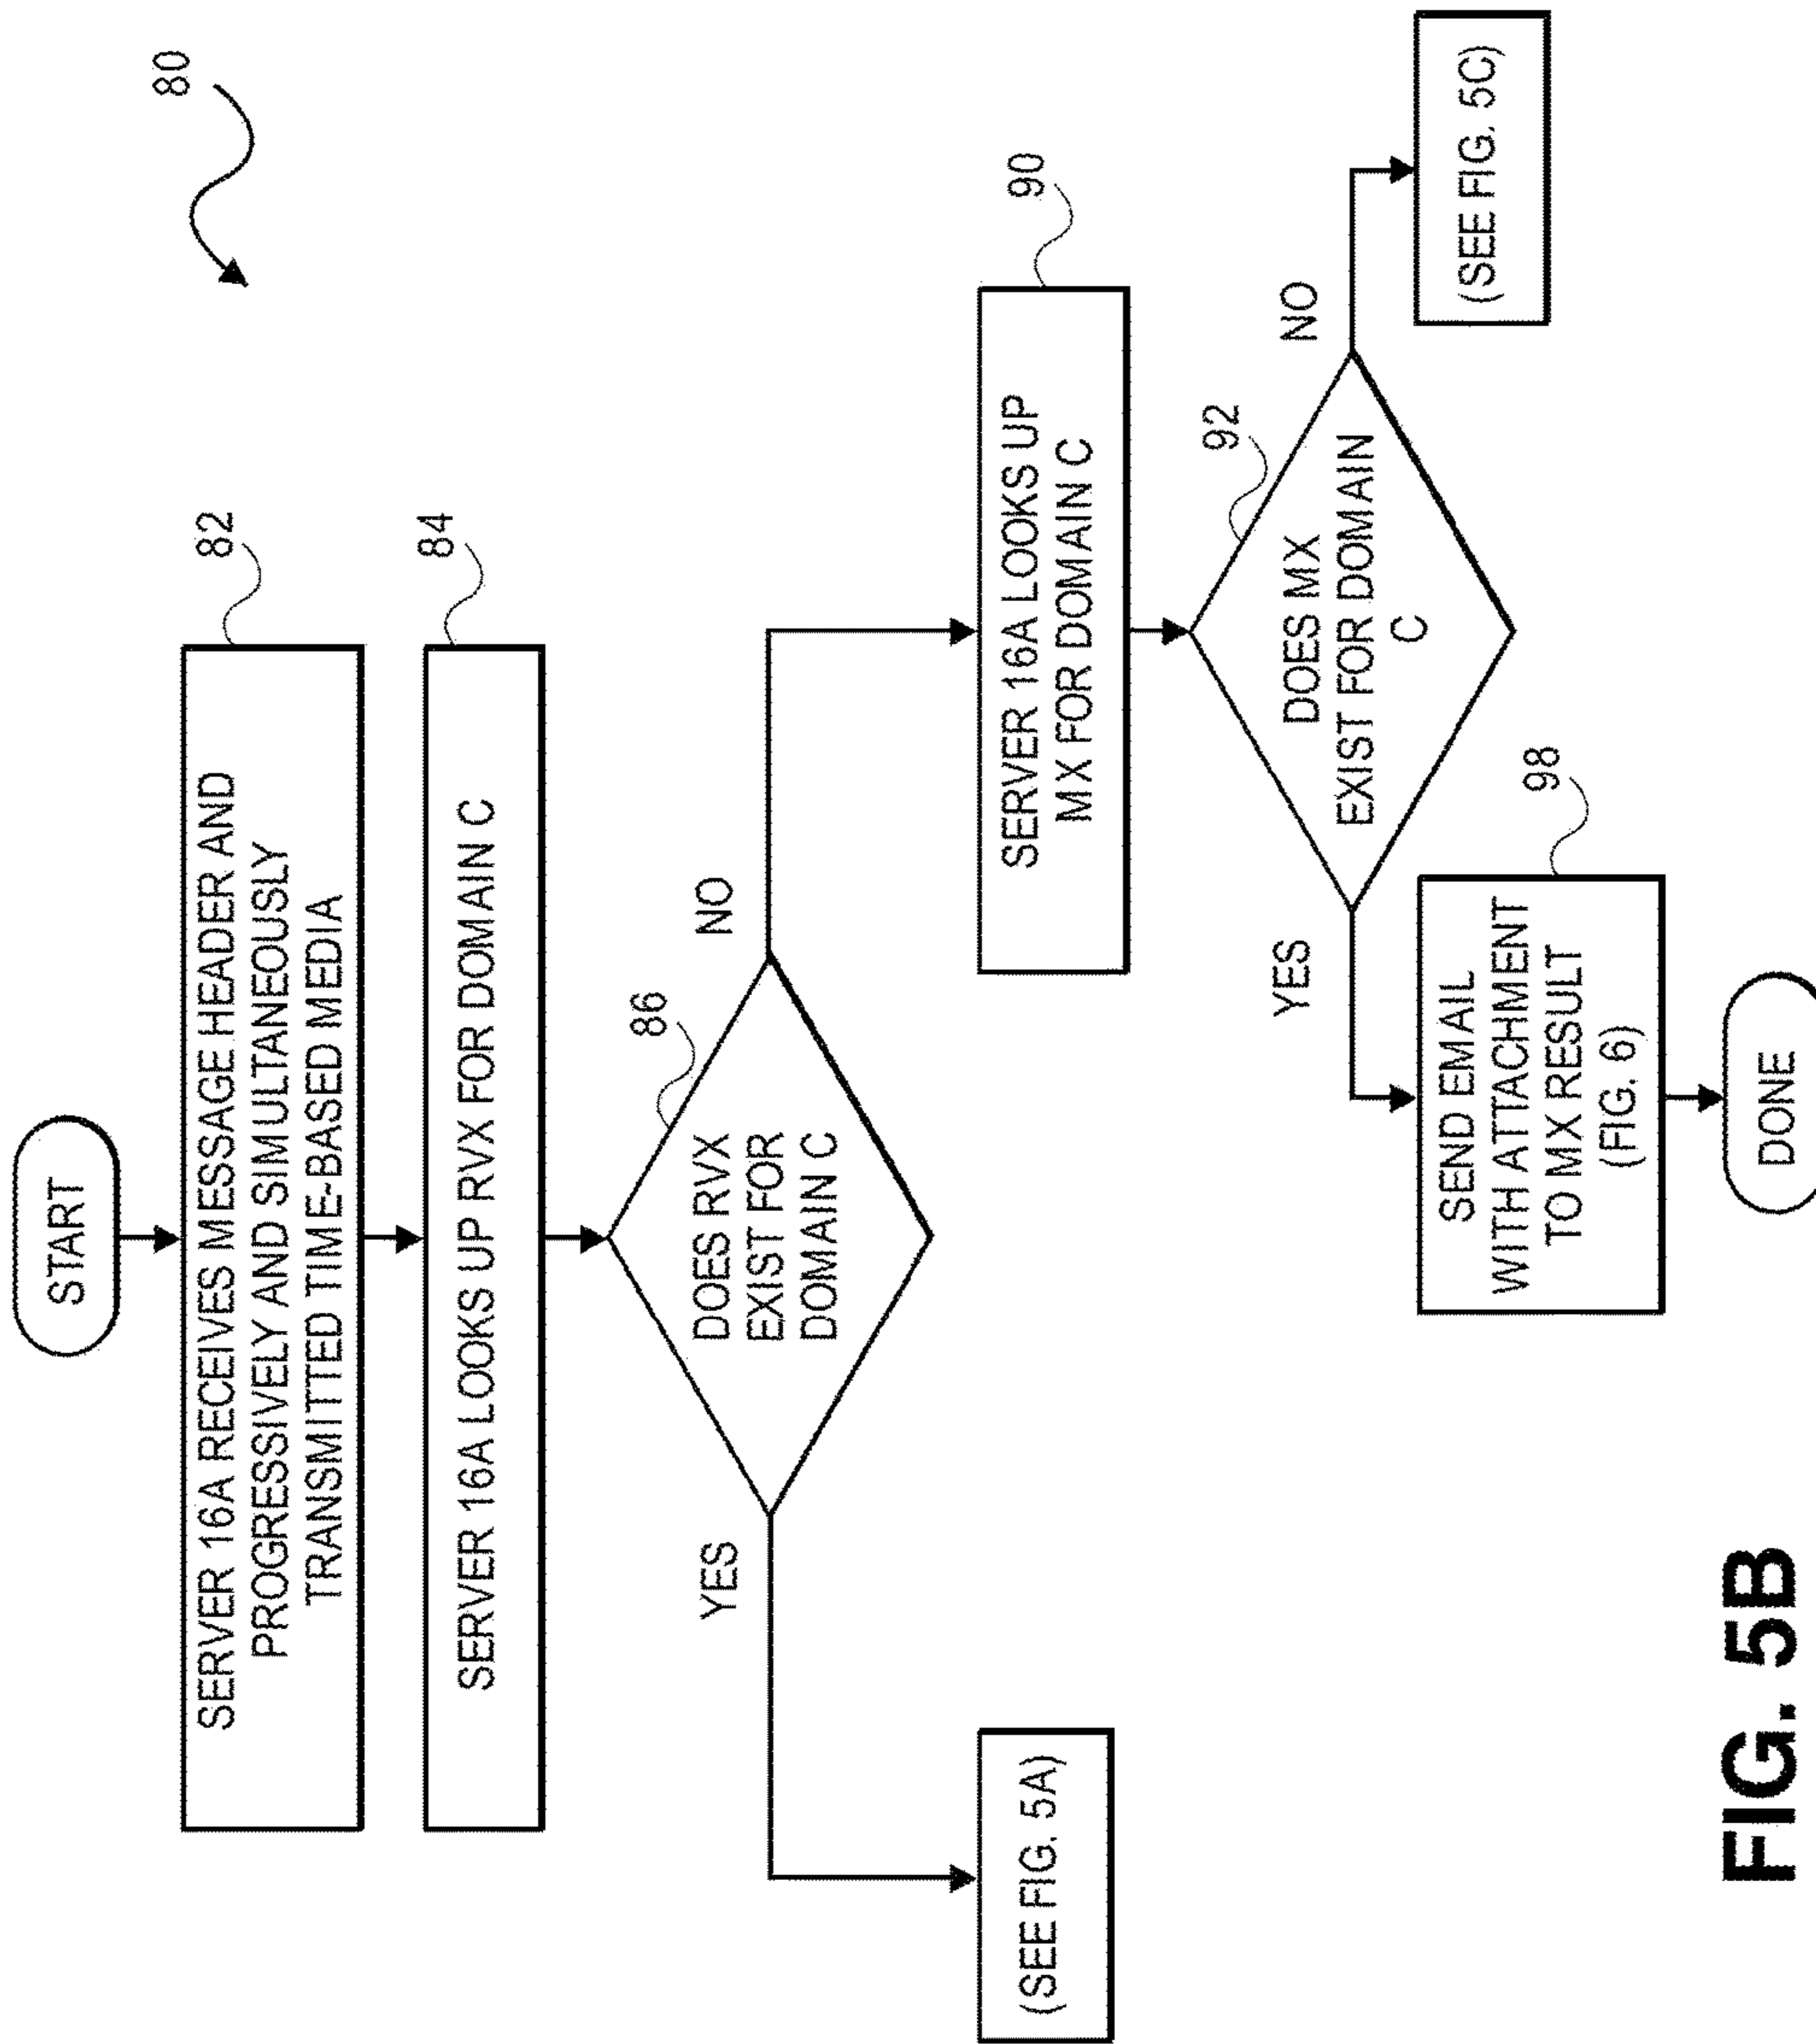 80
START
82
SERVER 16A RECEIVES MESSAGE HEADER AND
PROGRESSIVELY AND SIMULTANEOUSLY
TRANSMITTED TIME-BASED MEDIA
84
SERVER 16A LOOKS UP RVX FOR DOMAIN C
86
DOES RVX
EXIST FOR
DOMAIN C
YES
NO
(SEE FIG. 5A)
90
SERVER 16A LOOKS UP
MX FOR DOMAIN C
92
DOES MX
EXIST FOR DOMAIN
C
YES
NO
98
SEND EMAIL
WITH ATTACHMENT
TO MX RESULT
(FIG. 6)
(SEE FIG. 5C)
DONE
FIG. 5B